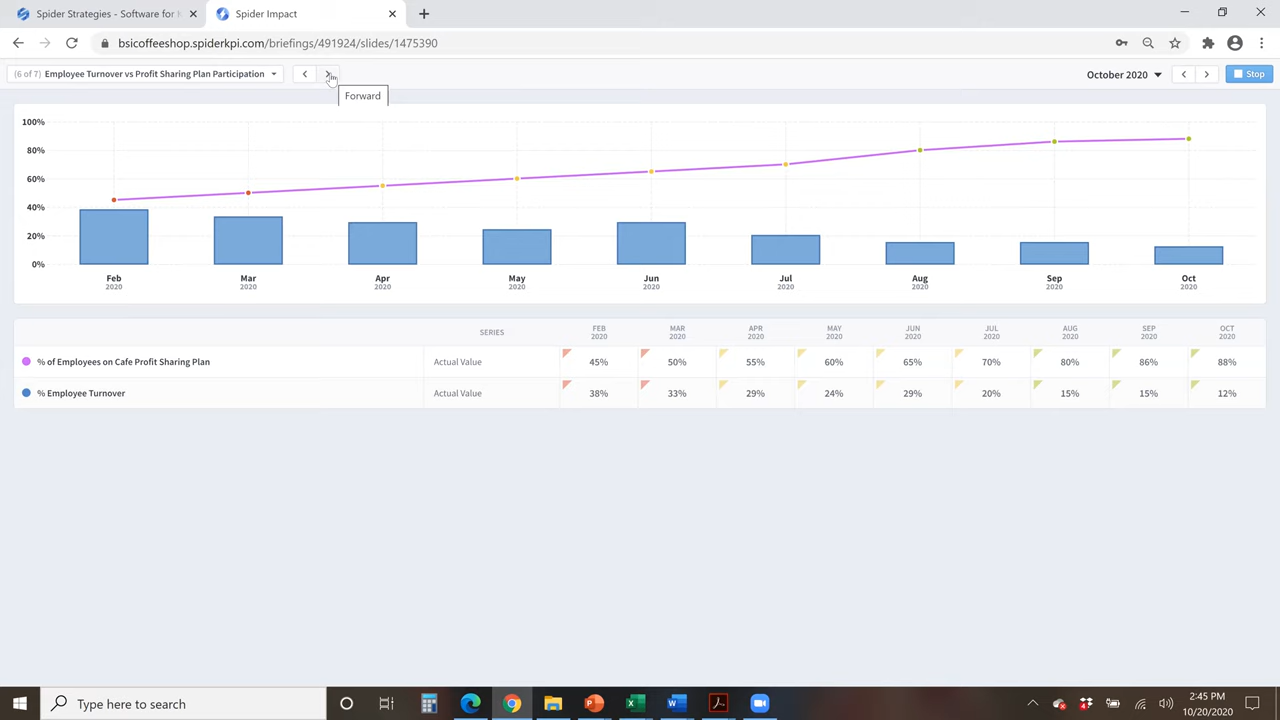 Spider Strategies - Software for
Spider Impact
bsicoffeeshop.spiderkpi.com/briefings/491924/slides/1475390
(6 of 7) Employee Turnover vs Profit Sharing Plan Participation
October 2020
Stop
Forward
100%
80%
60%
40%
20%
0%
Feb Mar Apr May Jun Jul Aug Sep Oct
2020 2020 2020 2020 2020 2020 2020 2020 2020
SERIES FEB MAR APR MAY JUN JUL AUG SEP OCT
2020 2020 2020 2020 2020 2020 2020 2020 2020
% of Employees on Cafe Profit Sharing Plan Actual Value 45% 50% 55% 60% 65% 70% 80% 86% 88%
% Employee Turnover Actual Value 38% 33% 29% 24% 29% 20% 15% 15% 12%
Type here to search
2:45 PM
10/20/2020